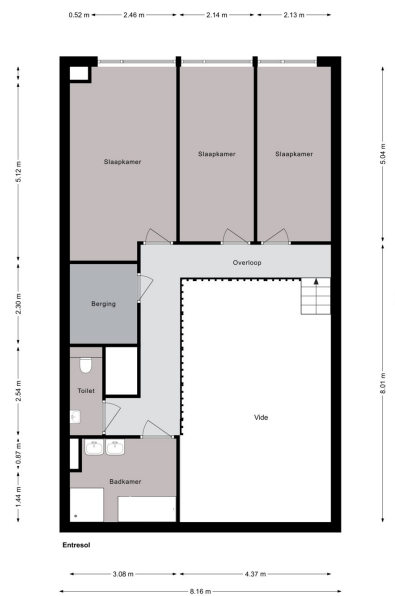 0.52 m 2.46 m 2.14 m 2.13 m
5.12 m
5.04 m
Slaapkamer
Slaapkamer
Slaapkamer
Overloop
2.30 m
Berging
8.01 m
2.54 m
Toilet
Vide
0.87 m
Badkamer
1.44 m
Entresol
3.08 m 4.37 m
8.16 m